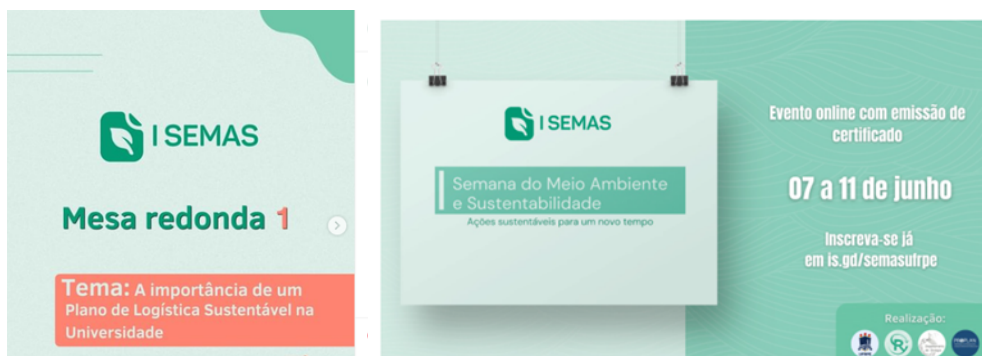 I SEMAS
Mesa redonda 1
Tema: A importância de um
Plano de Logística Sustentável na
Universidade
I SEMAS
Semana do Meio Ambiente
e Sustentabilidade
Ações sustentáveis para um novo tempo
Evento online com emissão de
certificado
07 a 11 de junho
Inscreva-se já
em is.gd/semasufrpe
Realização: